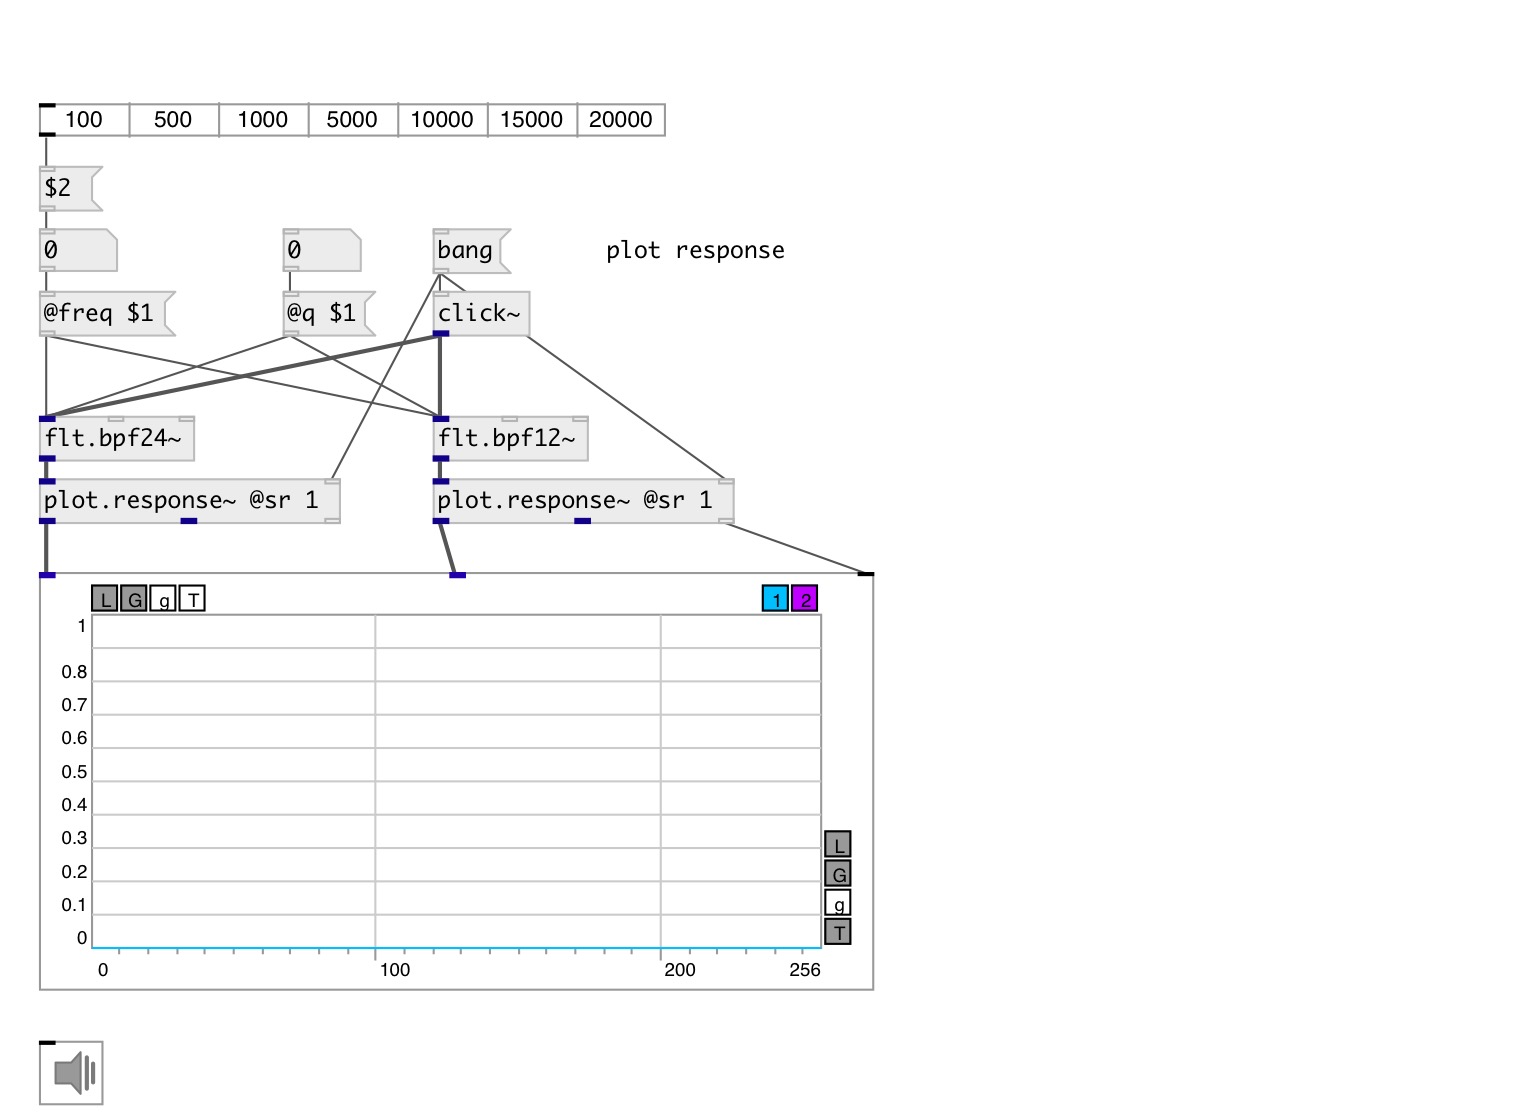 100 500 1000 5000 10000 15000 20000
$2
0 0 bang plot response
@freq $1 @q $1 click~
flt.bpf24~ flt.bpf12~
plot.response~ @sr 1 plot.response~ @sr 1
L G g T 1 2
1
0.8
0.7
0.6
0.5
0.4
0.3 L
0.2 G
0.1 g
0 T
0 100 200 256